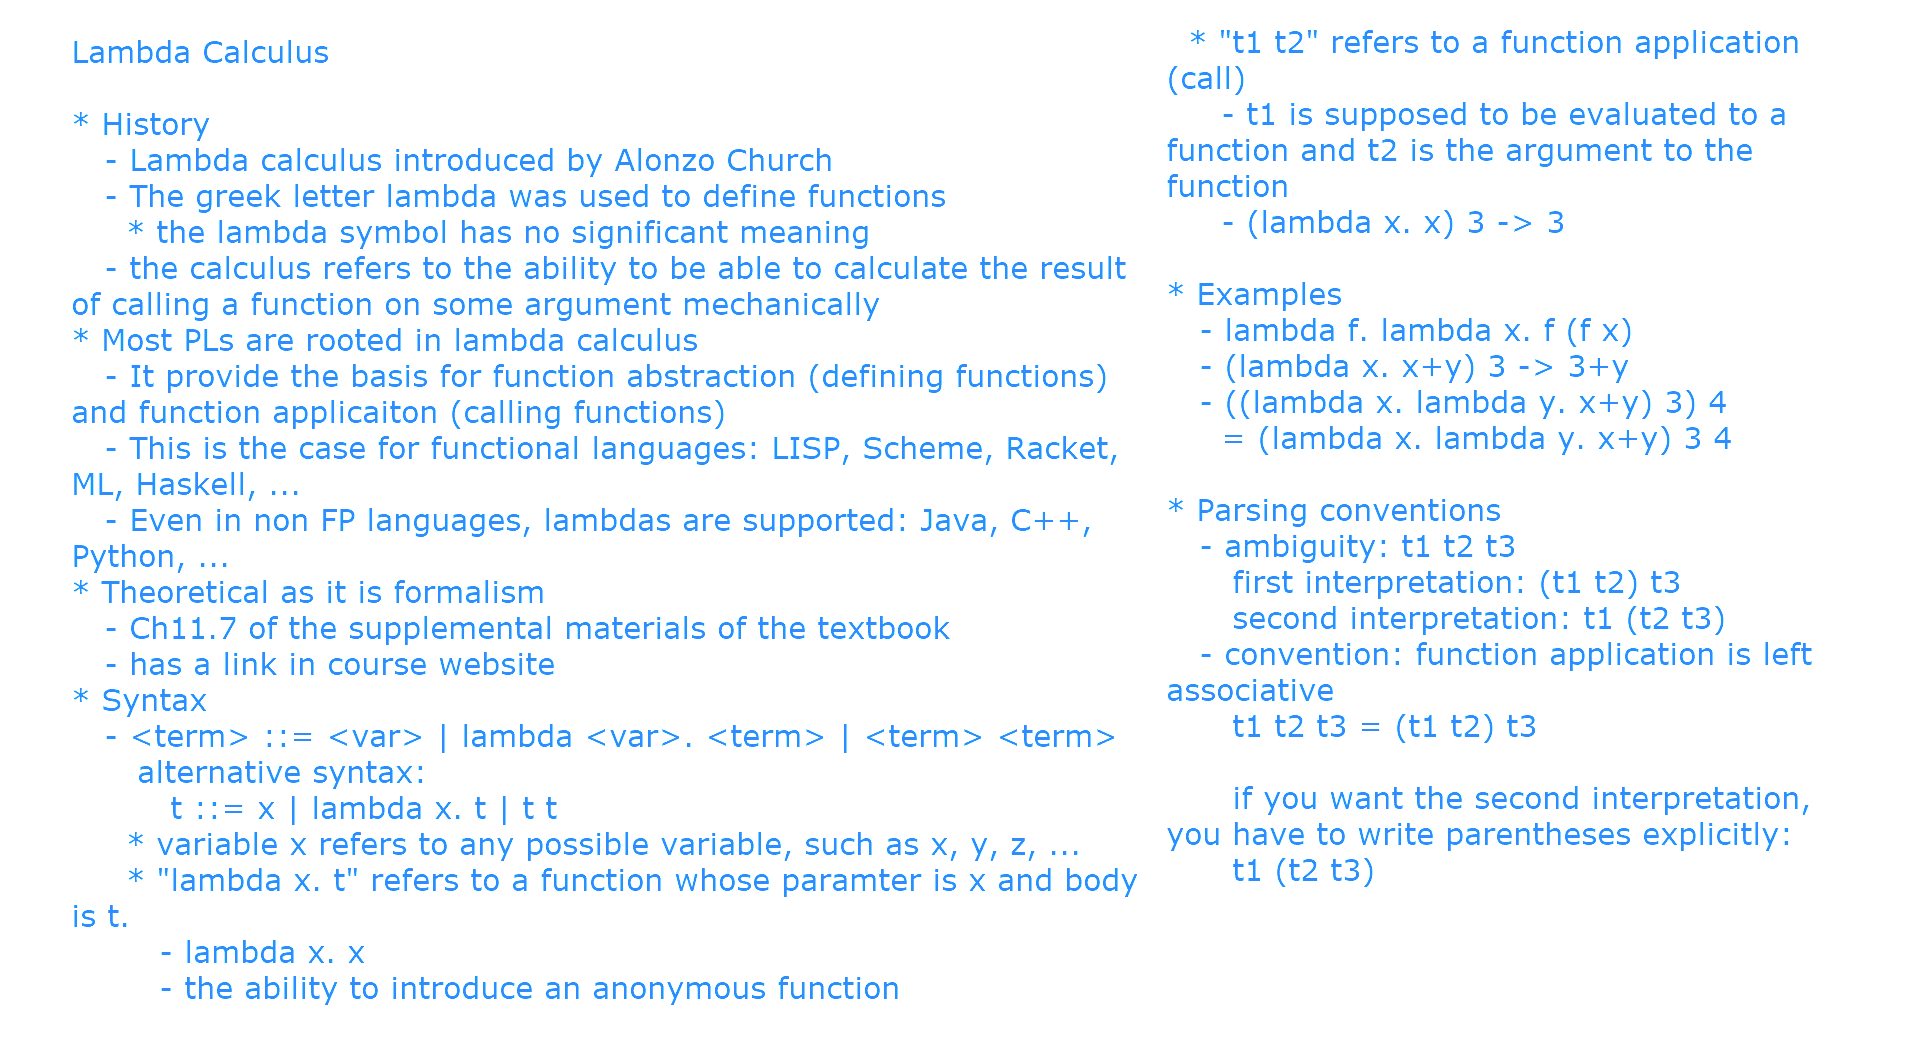 Lambda Calculus
* History
- Lambda calculus introduced by Alonzo Church
- The greek letter lambda was used to define functions
* the lambda symbol has no significant meaning
- the calculus refers to the ability to be able to calculate the result
of calling a function on some argument mechanically
* Most PLs are rooted in lambda calculus
- It provide the basis for function abstraction (defining functions)
and function applicaiton (calling functions)
- This is the case for functional languages: LISP, Scheme, Racket,
ML, Haskell, ...
- Even in non FP languages, lambdas are supported: Java, C++,
Python, ...
* Theoretical as it is formalism
- Ch11.7 of the supplemental materials of the textbook
- has a link in course website
* Syntax
- <term> ::= <var> | lambda <var>. <term> | <term> <term>
alternative syntax:
t ::= x | lambda x. t | t t
* variable x refers to any possible variable, such as x, y, z, ...
* "lambda x. t" refers to a function whose paramter is x and body
is t.
- lambda x. x
- the ability to introduce an anonymous function
* "t1 t2" refers to a function application
(call)
- t1 is supposed to be evaluated to a
function and t2 is the argument to the
function
- (lambda x. x) 3 -> 3
* Examples
- lambda f. lambda x. f (f x)
- (lambda x. x+y) 3 -> 3+y
- ((lambda x. lambda y. x+y) 3) 4
= (lambda x. lambda y. x+y) 3 4
* Parsing conventions
- ambiguity: t1 t2 t3
first interpretation: (t1 t2) t3
second interpretation: t1 (t2 t3)
- convention: function application is left
associative
t1 t2 t3 = (t1 t2) t3
if you want the second interpretation,
you have to write parentheses explicitly:
t1 (t2 t3)